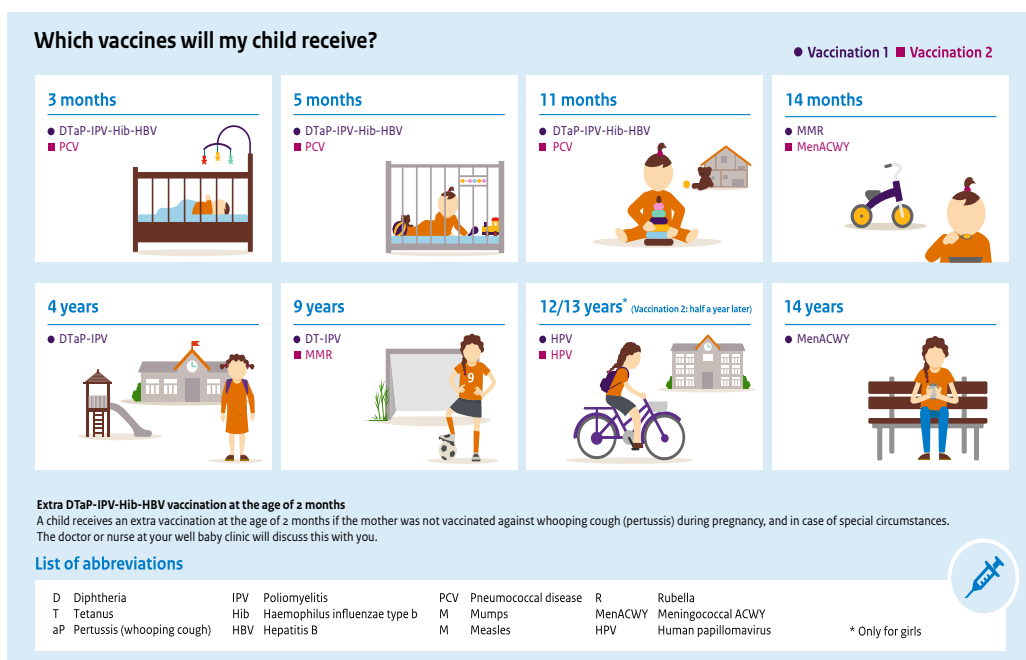 Which vaccines will my child receive?
● Vaccination 1 ■ Vaccination 2
3 months
● DTaP-IPV-Hib-HBV
■ PCV
5 months
● DTaP-IPV-Hib-HBV
■ PCV
11 months
● DTaP-IPV-Hib-HBV
■ PCV
14 months
● MMR
■ MenACWY
4 years
● DTaP-IPV
9 years
● DT-IPV
■ MMR
9
12/13 years* (Vaccination 2: half a year later)
● HPV
■ HPV
14 years
● MenACWY
Extra DTaP-IPV-Hib-HBV vaccination at the age of 2 months
A child receives an extra vaccination at the age of 2 months if the mother was not vaccinated against whooping cough (pertussis) during pregnancy, and in case of special circumstances.
The doctor or nurse at your well baby clinic will discuss this with you.
List of abbreviations
D Diphtheria IPV Poliomyelitis PCV Pneumococcal disease R Rubella
T Tetanus Hib Haemophilus influenzae type b M Mumps MenACWY Meningococcal ACWY
aP Pertussis (whooping cough) HBV Hepatitis B M Measles HPV Human papillomavirus * Only for girls